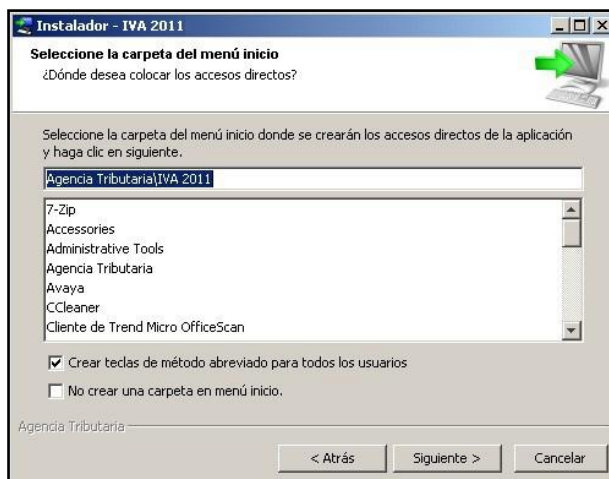 Instalador - IVA 2011
Seleccione la carpeta del menú inicio
¿Dónde desea colocar los accesos directos?
Seleccione la carpeta del menú inicio donde se crearán los accesos directos de la aplicación
y haga clic en siguiente.
Agencia Tributaria\IVA 2011
7-Zip
Accessories
Administrative Tools
Agencia Tributaria
Avaya
CCleaner
Cliente de Trend Micro OfficeScan
Crear teclas de método abreviado para todos los usuarios
No crear una carpeta en menú inicio.
Agencia Tributaria
< Atrás Siguiente > Cancelar